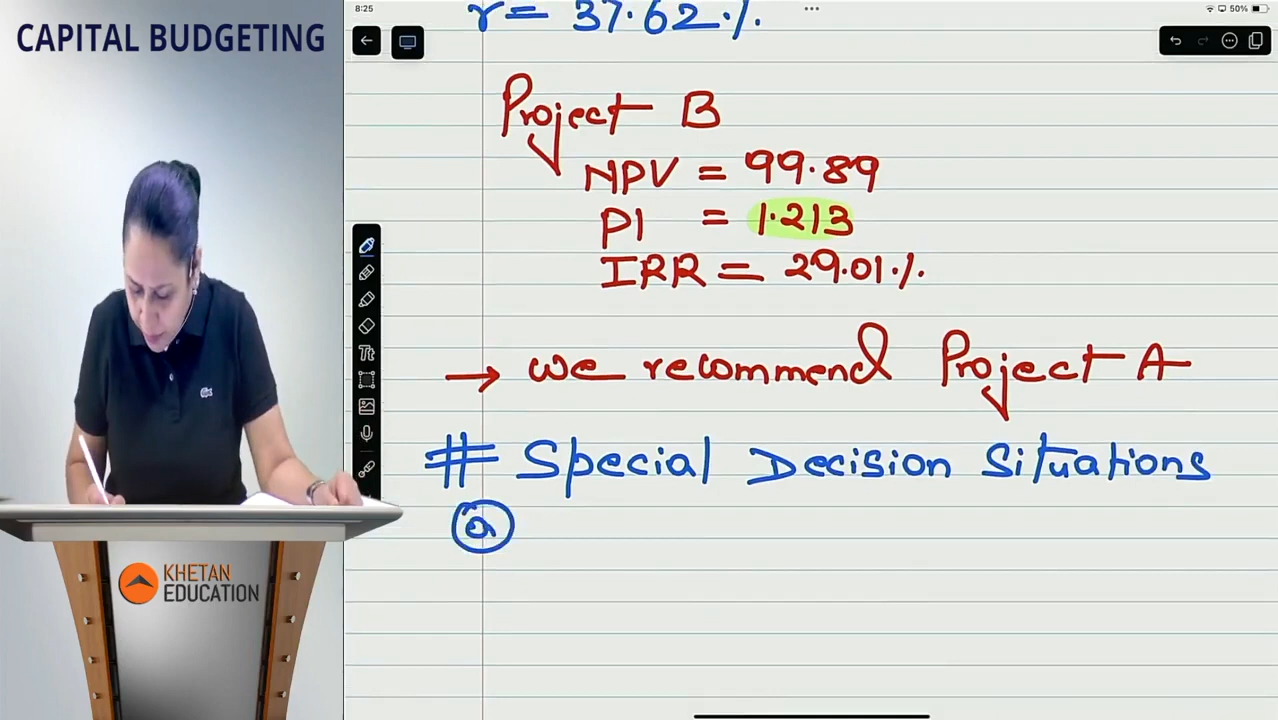 CAPITAL BUDGETING
8:25
50%
r = 37.62%
Project B
NPV = 99.89
PI = 1.213
IRR = 29.01%
→ we recommend Project A
# Special Decision Situations
a
Tt
KHETAN
EDUCATION